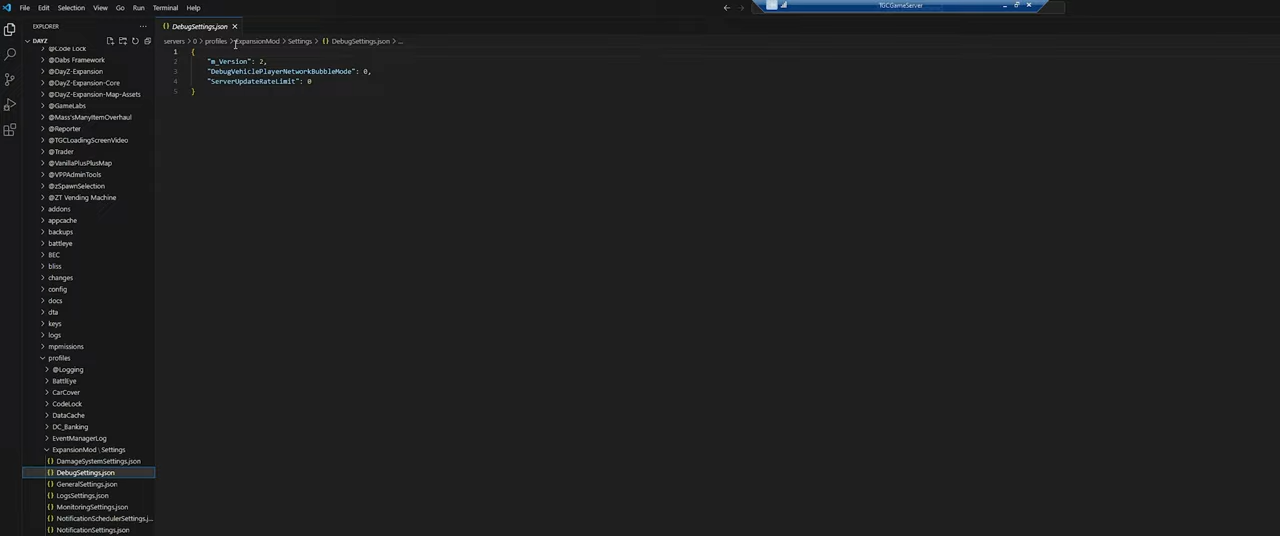 File Edit Selection View Go Run Terminal Help
TGCGameServer
EXPLORER
DAYZ
@Code Lock
@Dabs Framework
@DayZ-Expansion
@DayZ-Expansion-Core
@DayZ-Expansion-Map-Assets
@GameLabs
@Mass'sManyItemOverhaul
@Reporter
@TGCLoadingScreenVideo
@Trader
@VanillaPlusPlusMap
@VPPAdminTools
@zSpawnSelection
@ZT Vending Machine
addons
appcache
backups
battleye
BEC
bliss
changes
config
docs
dta
keys
logs
mpmissions
profiles
@Logging
BattlEye
CarCover
CodeLock
DataCache
DC_Banking
EventManagerLog
ExpansionMod \ Settings
{} DamageSystemSettings.json
{} DebugSettings.json
{} GeneralSettings.json
{} LogsSettings.json
{} MonitoringSettings.json
{} NotificationSchedulerSettings.j...
{} NotificationSettings.json
{} DebugSettings.json ×
servers > 0 > profiles > ExpansionMod > Settings > {} DebugSettings.json > ...
1 {
2 "m_Version": 2,
3 "DebugVehiclePlayerNetworkBubbleMode": 0,
4 "ServerUpdateRateLimit": 0
5 }